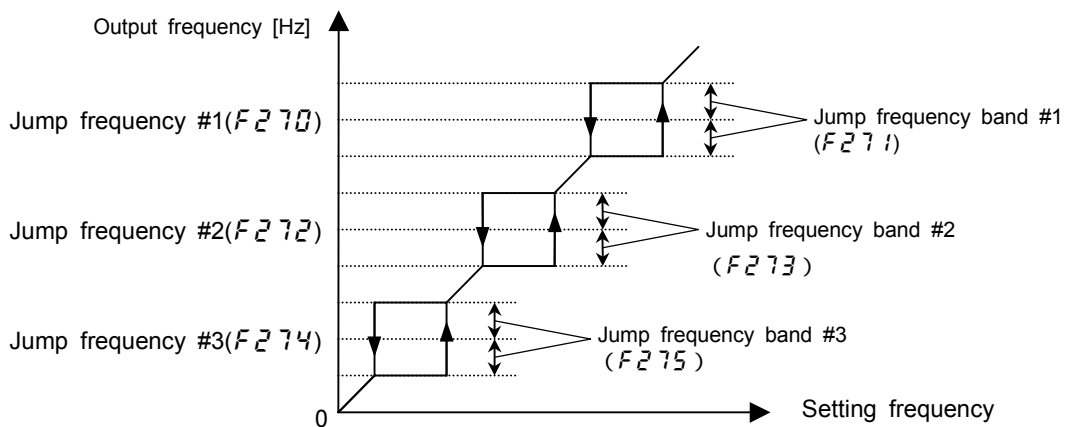 Output frequency [Hz]
Jump frequency #1(F270)
Jump frequency band #1
(F271)
Jump frequency #2(F272)
Jump frequency band #2
(F273)
Jump frequency #3(F274)
Jump frequency band #3
(F275)
0
Setting frequency